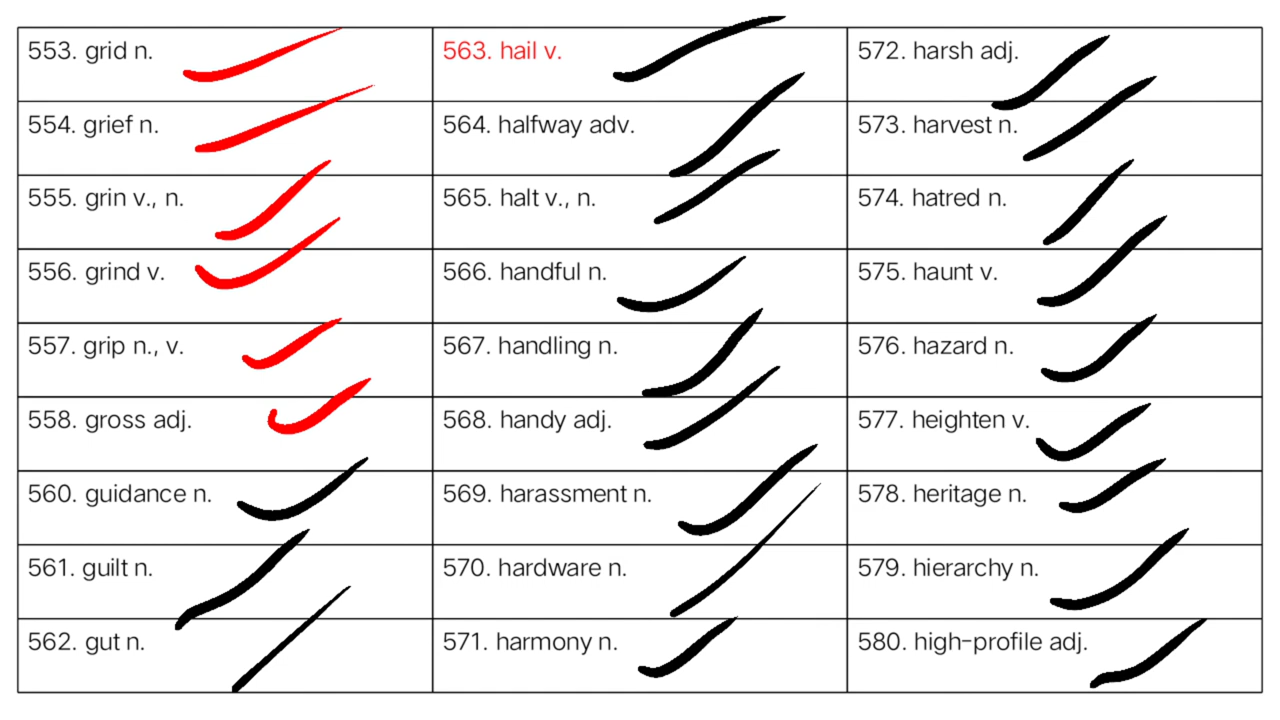 553. grid n.
554. grief n.
555. grin v., n.
556. grind v.
557. grip n., v.
558. gross adj.
560. guidance n.
561. guilt n.
562. gut n.
563. hail v.
564. halfway adv.
565. halt v., n.
566. handful n.
567. handling n.
568. handy adj.
569. harassment n.
570. hardware n.
571. harmony n.
572. harsh adj.
573. harvest n.
574. hatred n.
575. haunt v.
576. hazard n.
577. heighten v.
578. heritage n.
579. hierarchy n.
580. high-profile adj.